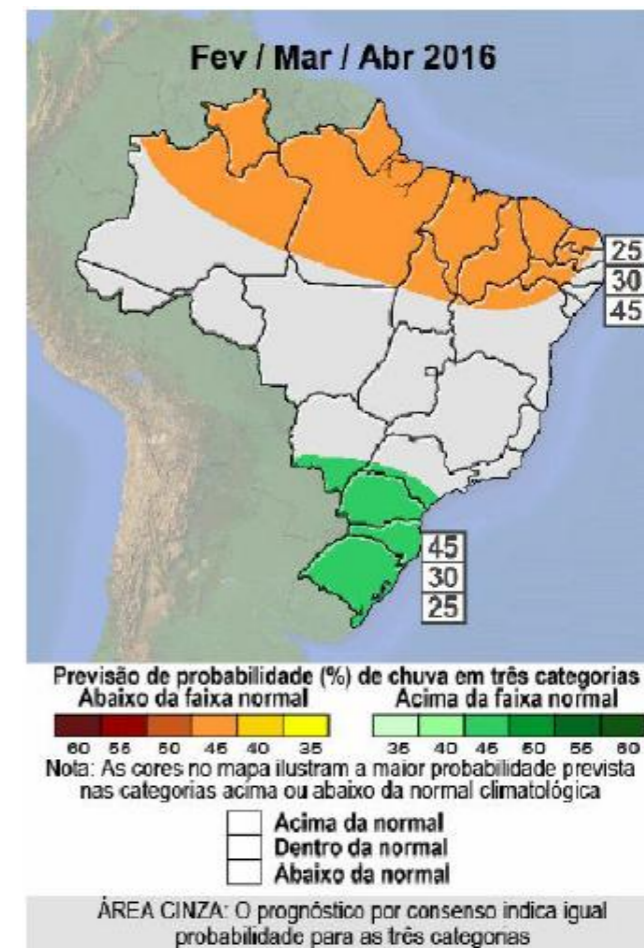 Fev / Mar / Abr 2016
25
30
45
45
30
25
Previsão de probabilidade (%) de chuva em três categorias
Abaixo da faixa normal Acima da faixa normal
60 55 50 45 40 35 35 40 45 50 55 60
Nota: As cores no mapa ilustram a maior probabilidade prevista
nas categorias acima ou abaixo da normal climatológica
Acima da normal
Dentro da normal
Abaixo da normal
ÁREA CINZA: O prognóstico por consenso indica igual
probabilidade para as três categorias